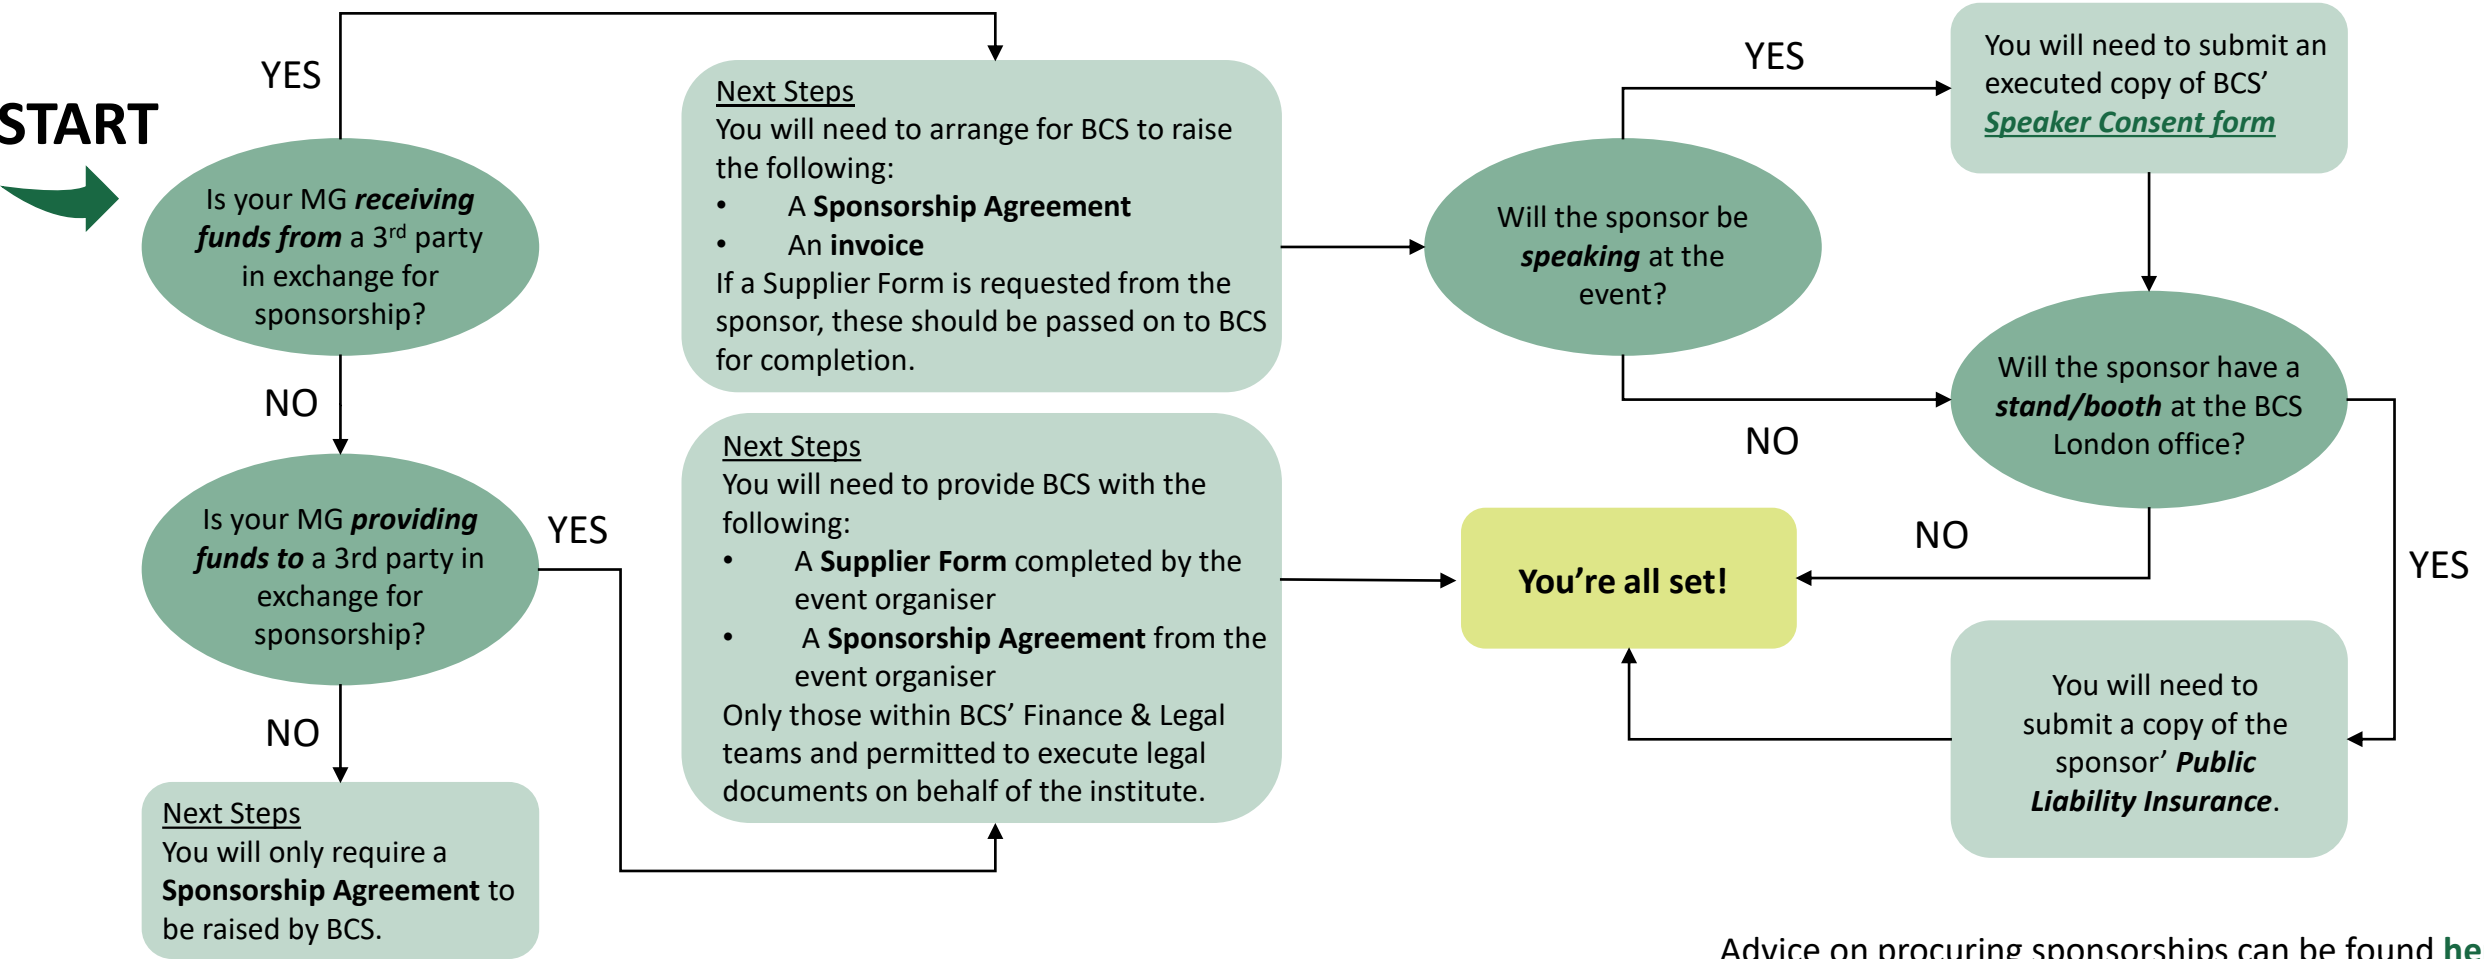 START
YES
Is your MG receiving
funds from a 3rd party
in exchange for
sponsorship?
NO
Is your MG providing
funds to a 3rd party in
exchange for
sponsorship?
YES
NO
Next Steps
You will only require a
Sponsorship Agreement to
be raised by BCS.
Next Steps
You will need to arrange for BCS to raise
the following:
• A Sponsorship Agreement
• An invoice
If a Supplier Form is requested from the
sponsor, these should be passed on to BCS
for completion.
Next Steps
You will need to provide BCS with the
following:
• A Supplier Form completed by the
event organiser
• A Sponsorship Agreement from the
event organiser
Only those within BCS’ Finance & Legal
teams and permitted to execute legal
documents on behalf of the institute.
Will the sponsor be
speaking at the
event?
YES
NO
You will need to submit an
executed copy of BCS’
Speaker Consent form
Will the sponsor have a
stand/booth at the BCS
London office?
NO
YES
You’re all set!
You will need to
submit a copy of the
sponsor’ Public
Liability Insurance.
Advice on procuring sponsorships can be found he